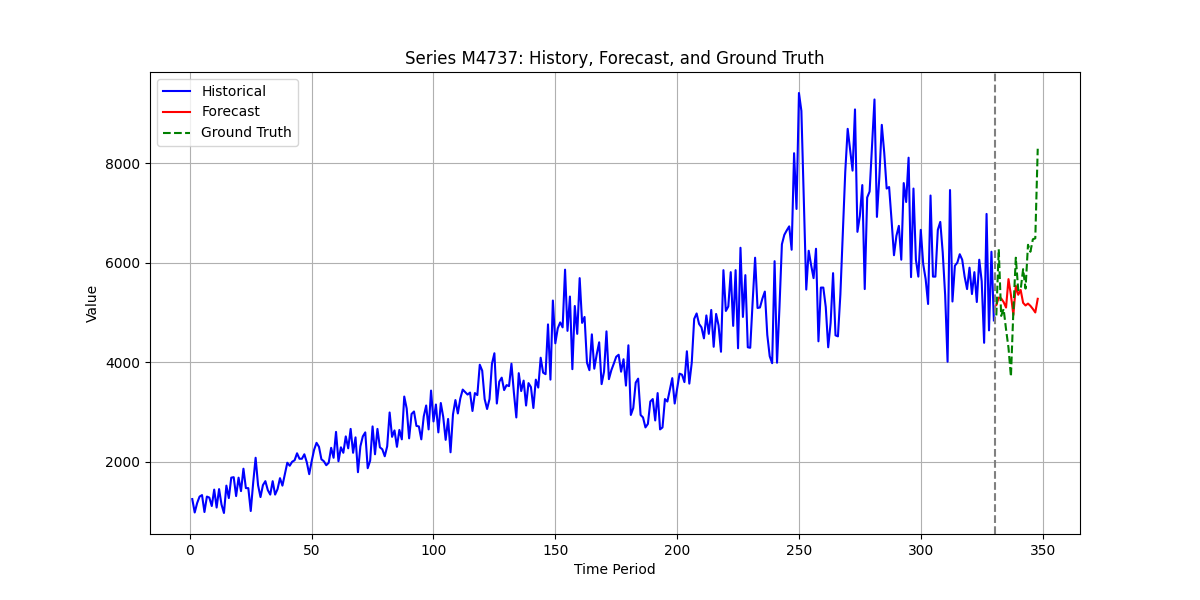 Series M4737: History, Forecast, and Ground Truth
Historical
Forecast
Ground Truth
8000
6000
4000
2000
Value
0 50 100 150 200 250 300 350
Time Period